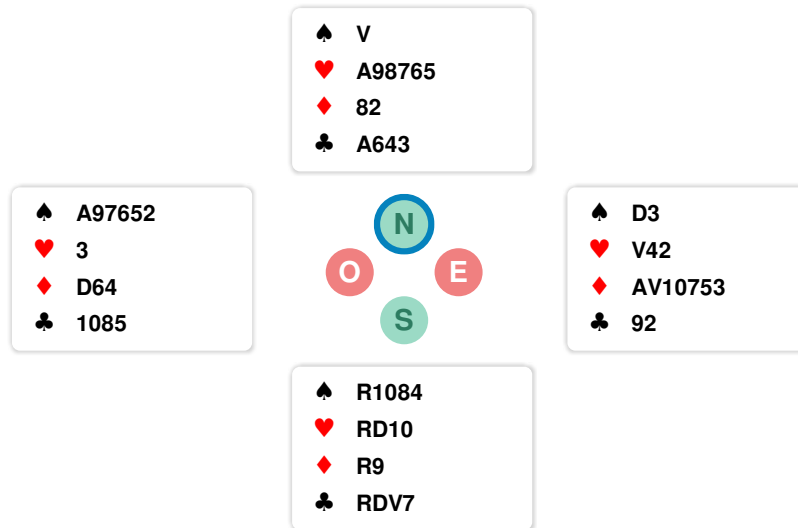 ♠ V
♥ A98765
♦ 82
♣ A643
♠ A97652
♥ 3
♦ D64
♣ 1085
N
O E
S
♠ D3
♥ V42
♦ AV10753
♣ 92
♠ R1084
♥ RD10
♦ R9
♣ RDV7